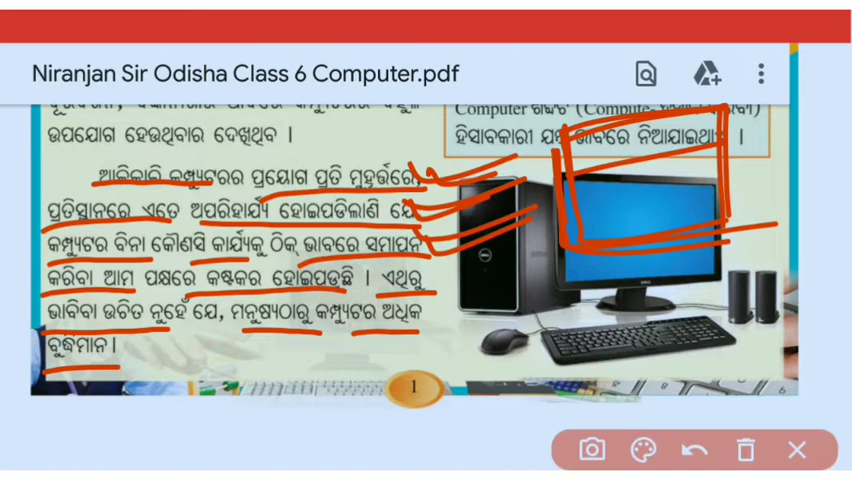 Niranjan Sir Odisha Class 6 Computer.pdf
ଉପଯୋଗ ହେଉଥିବାର ଦେଖିଥିବ ।
ଆଜିକାଲି କମ୍ପ୍ୟୁଟରର ପ୍ରୟୋଗ ପ୍ରତି ମୁହୂର୍ତ୍ତରେ,
ପ୍ରତିସ୍ଥାନରେ ଏତେ ଅପରିହାର୍ଯ୍ୟ ହୋଇପଡିଲାଣି ଯେ
କମ୍ପ୍ୟୁଟର ବିନା କୌଣସି କାର୍ଯ୍ୟକୁ ଠିକ୍ ଭାବରେ ସମାପନ
କରିବା ଆମ ପକ୍ଷରେ କଷ୍ଟକର ହୋଇପଡୁଛି । ଏଥିରୁ
ଭାବିବା ଉଚିତ ନୁହେଁ ଯେ, ମନୁଷ୍ୟଠାରୁ କମ୍ପ୍ୟୁଟର ଅଧିକ
ବୁଦ୍ଧିମାନ।
Computer ଶବ୍ଦଟି (Compute-
ହିସାବକାରୀ ଯନ୍ତ୍ର ଭାବରେ ନିଆଯାଇଥାଏ ।
DELL
1